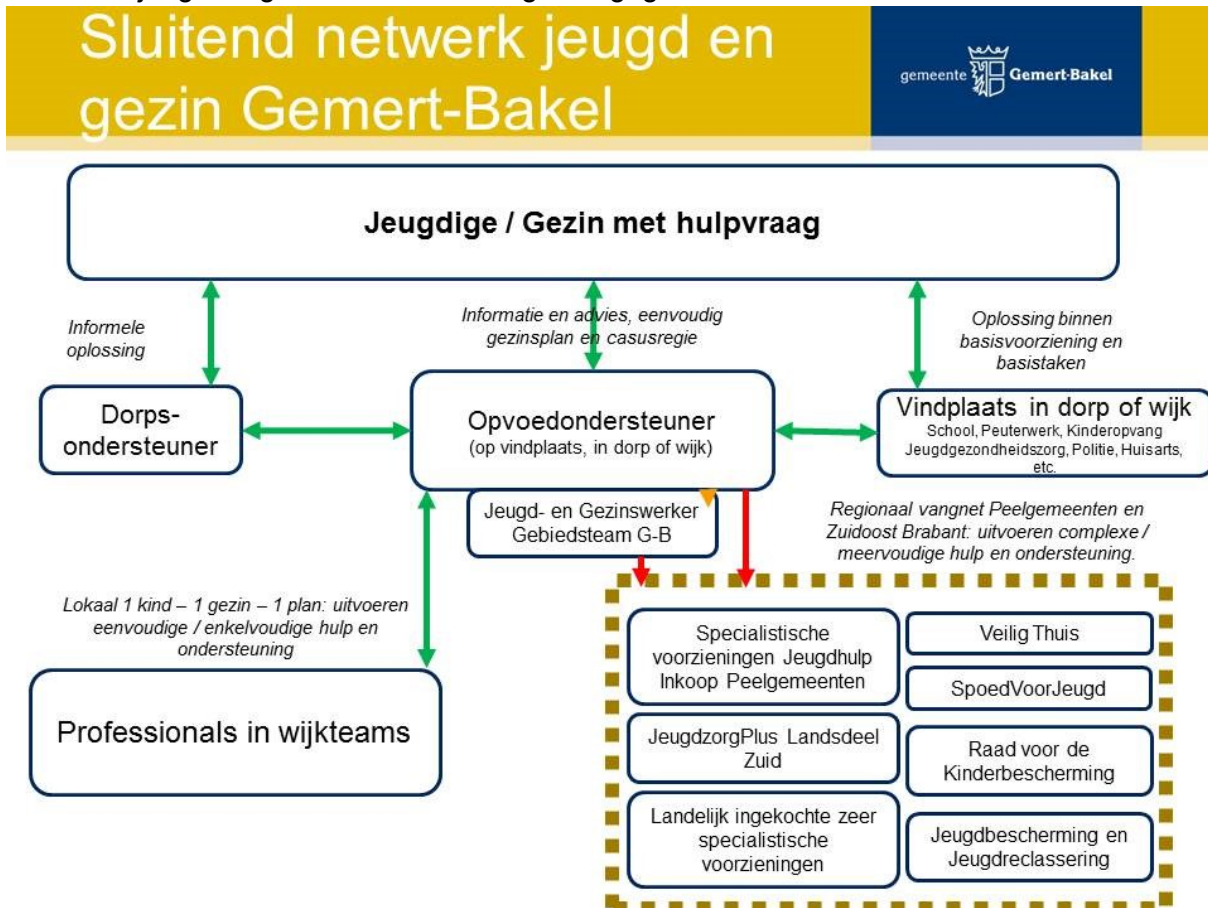 Sluitend netwerk jeugd en
gezin Gemert-Bakel
gemeente Gemert-Bakel
Jeugdige / Gezin met hulpvraag
Informele
oplossing
Informatie en advies, eenvoudig
gezinsplan en casusregie
Oplossing binnen
basisvoorziening en
basistaken
Dorps-
ondersteuner
Opvoedondersteuner
(op vindplaats, in dorp of wijk)
Vindplaats in dorp of wijk
School, Peuterwerk, Kinderopvang
Jeugdgezondheidszorg, Politie, Huisarts,
etc.
Jeugd- en Gezinswerker
Gebiedsteam G-B
Regionaal vangnet Peelgemeenten en
Zuidoost Brabant: uitvoeren complexe /
meervoudige hulp en ondersteuning.
Lokaal 1 kind – 1 gezin – 1 plan: uitvoeren
eenvoudige / enkelvoudige hulp en
ondersteuning
Professionals in wijkteams
Specialistische
voorzieningen Jeugdhulp
Inkoop Peelgemeenten
JeugdzorgPlus Landsdeel
Zuid
Landelijk ingekochte zeer
specialistische
voorzieningen
Veilig Thuis
SpoedVoorJeugd
Raad voor de
Kinderbescherming
Jeugdbescherming en
Jeugdreclassering